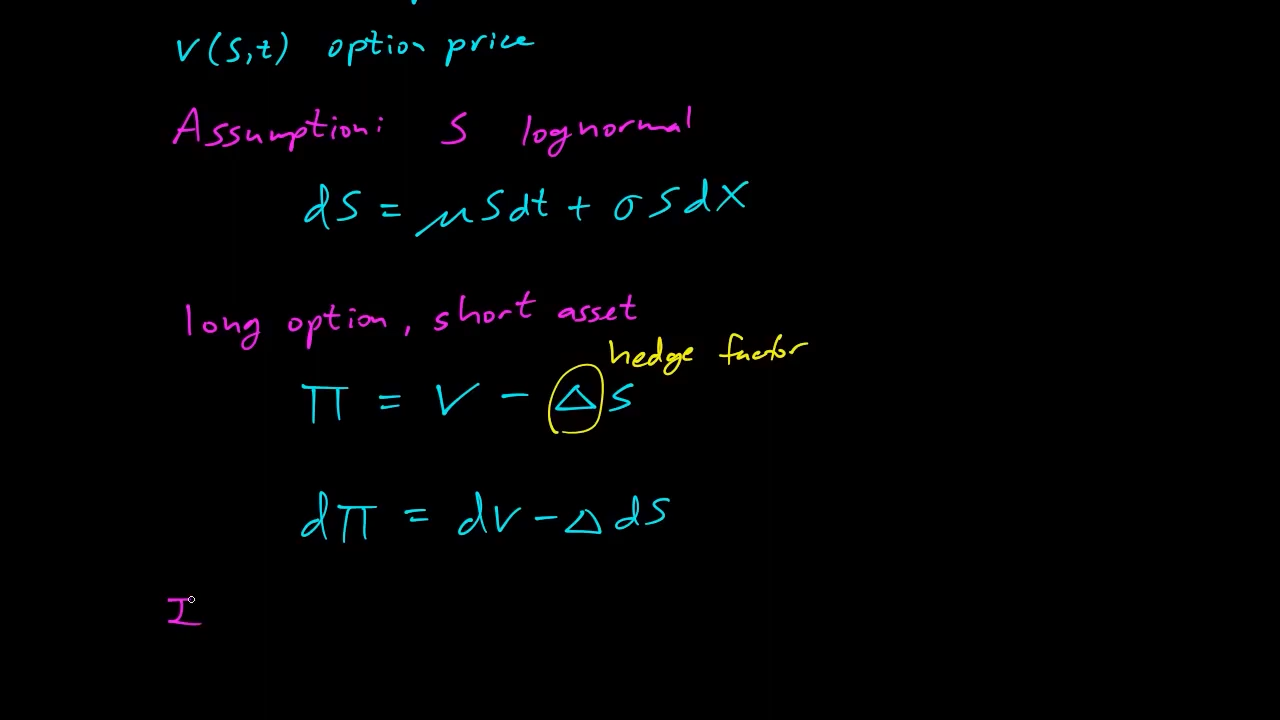 V(S,t) option price
Assumption: S lognormal
dS = μSdt + σSdX
long option, short asset
hedge factor
Π = V - ΔS
dΠ = dV - ΔdS
I